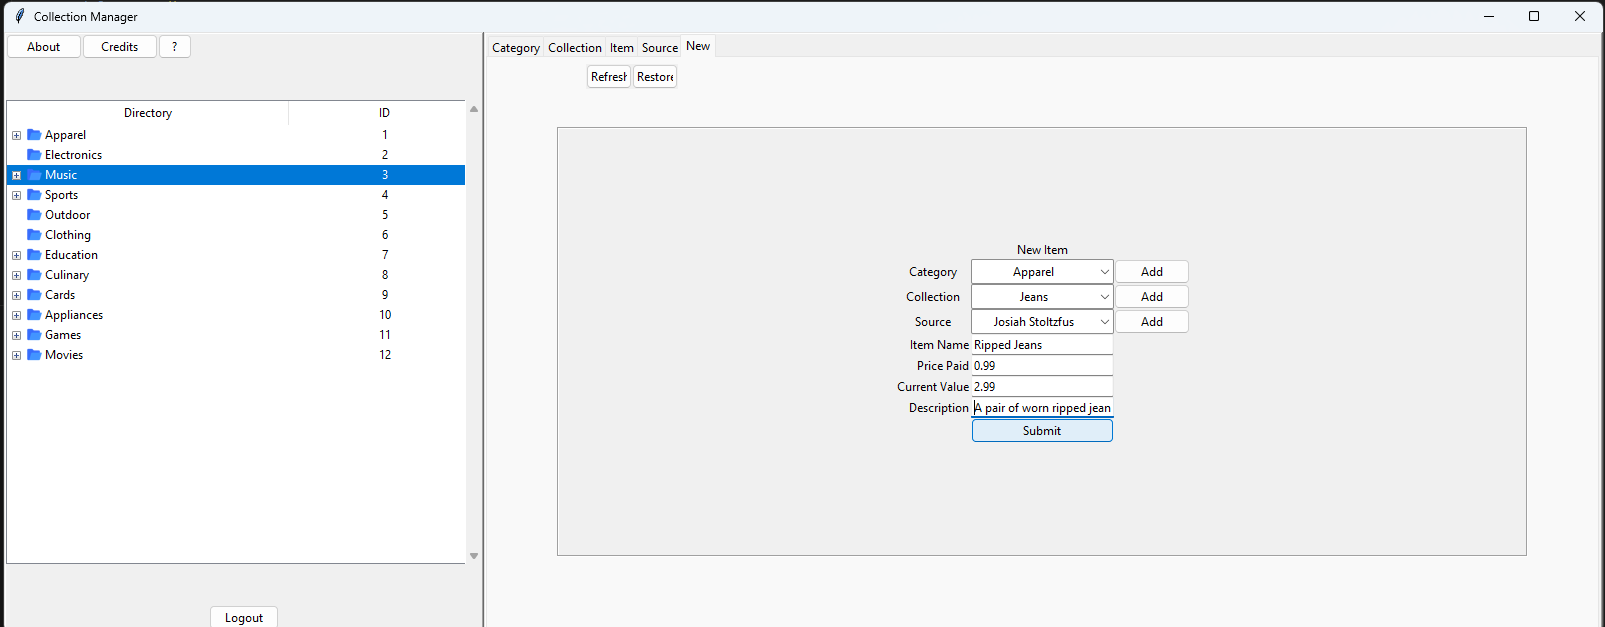 Collection Manager
About Credits ?
Category Collection Item Source New
Refresh Restore
Directory ID
Apparel 1
Electronics 2
Music 3
Sports 4
Outdoor 5
Clothing 6
Education 7
Culinary 8
Cards 9
Appliances 10
Games 11
Movies 12
New Item
Category Apparel Add
Collection Jeans Add
Source Josiah Stoltzfus Add
Item Name Ripped Jeans
Price Paid 0.99
Current Value 2.99
Description A pair of worn ripped jean
Submit
Logout